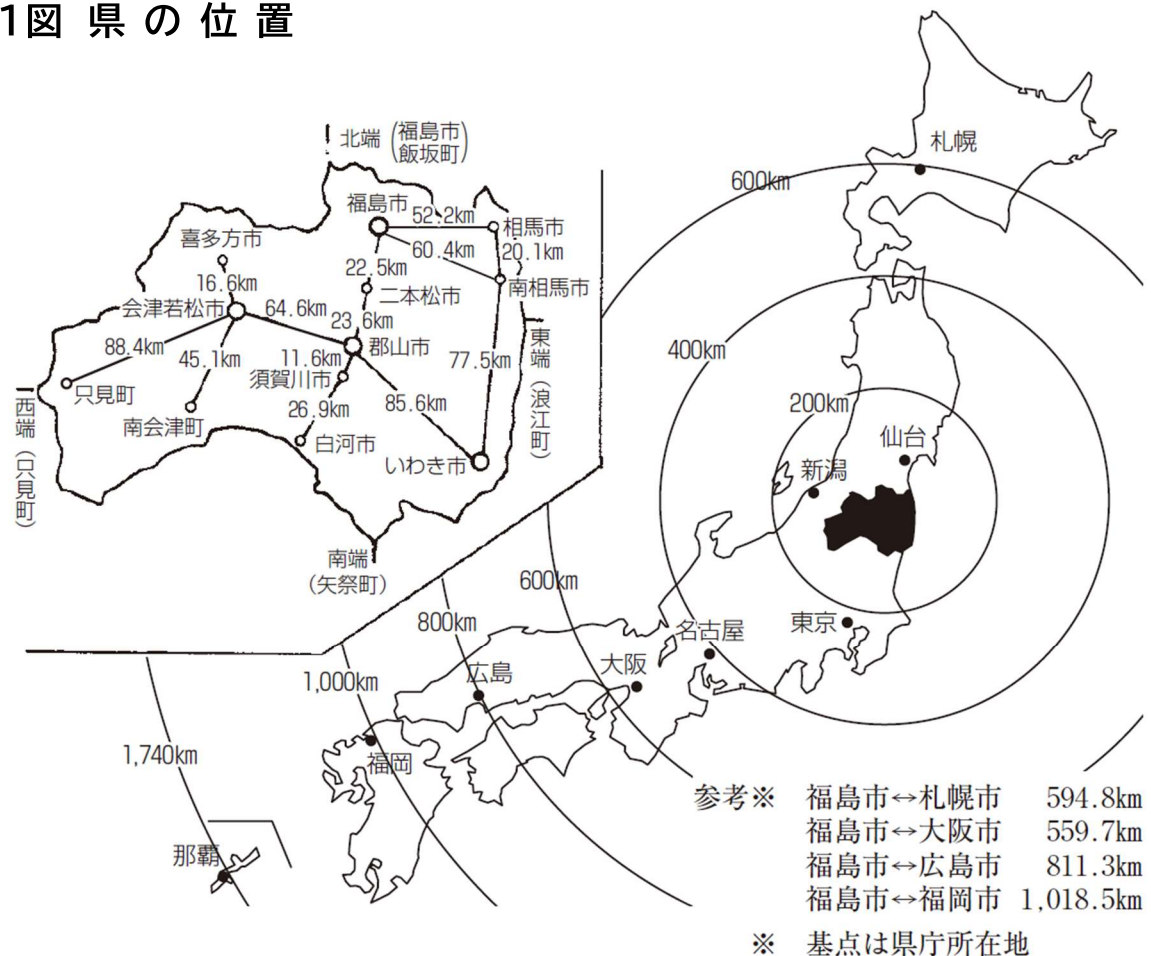 1図 県 の 位 置
北端(福島市
飯坂町)
福島市
52.2km
相馬市
喜多方市
60.4km
20.1km
22.5km
16.6km
二本松市
南相馬市
会津若松市
64.6km
23.6km
88.4km
45.1km
11.6km
郡山市
77.5km
東端(浪江町)
須賀川市
只見町
26.9km
85.6km
西端(只見町)
南会津町
白河市
いわき市
南端
(矢祭町)
札幌
600km
400km
200km
仙台
新潟
600km
800km
名古屋
東京
1,000km
広島
大阪
1,740km
福岡
那覇
参考※ 福島市↔札幌市 594.8km
福島市↔大阪市 559.7km
福島市↔広島市 811.3km
福島市↔福岡市 1,018.5km
※ 基点は県庁所在地